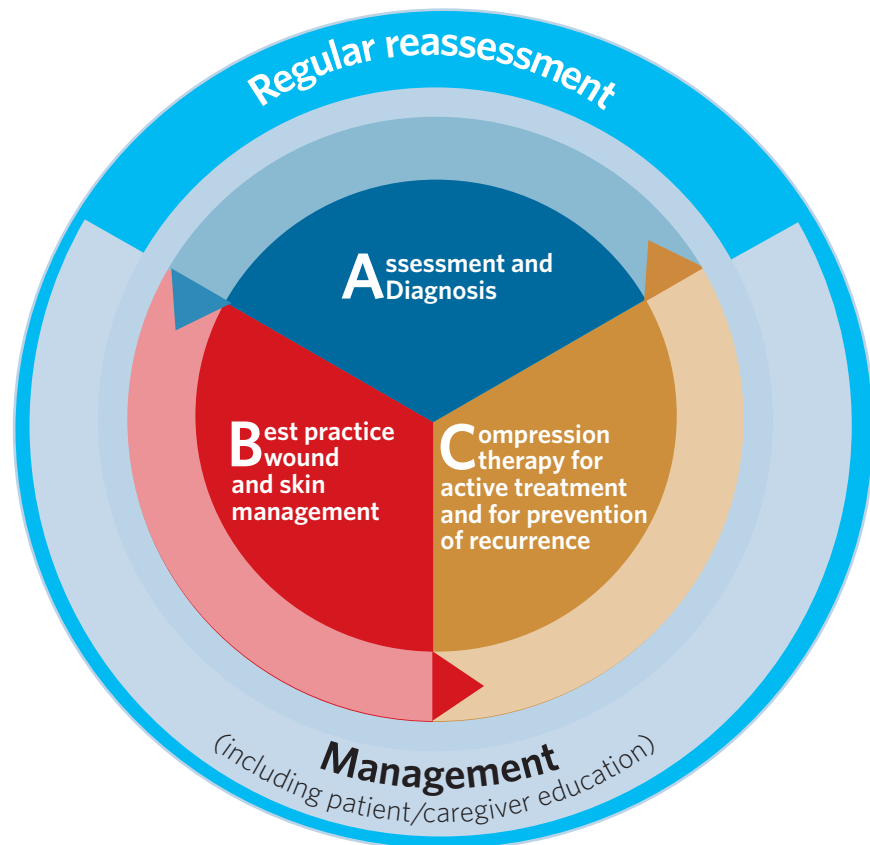 Regular reassessment
Assessment and
Diagnosis
Best practice
wound
and skin
management
Compression
therapy for
active treatment
and for prevention
of recurrence
Management
(including patient/caregiver education)